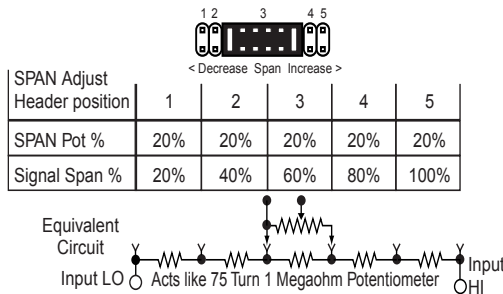 1 2 3 4 5
< Decrease Span Increase >
SPAN Adjust
Header position 1 2 3 4 5
SPAN Pot % 20% 20% 20% 20% 20%
Signal Span % 20% 40% 60% 80% 100%
Equivalent
Circuit
Input LO Acts like 75 Turn 1 Megaohm Potentiometer Input
HI